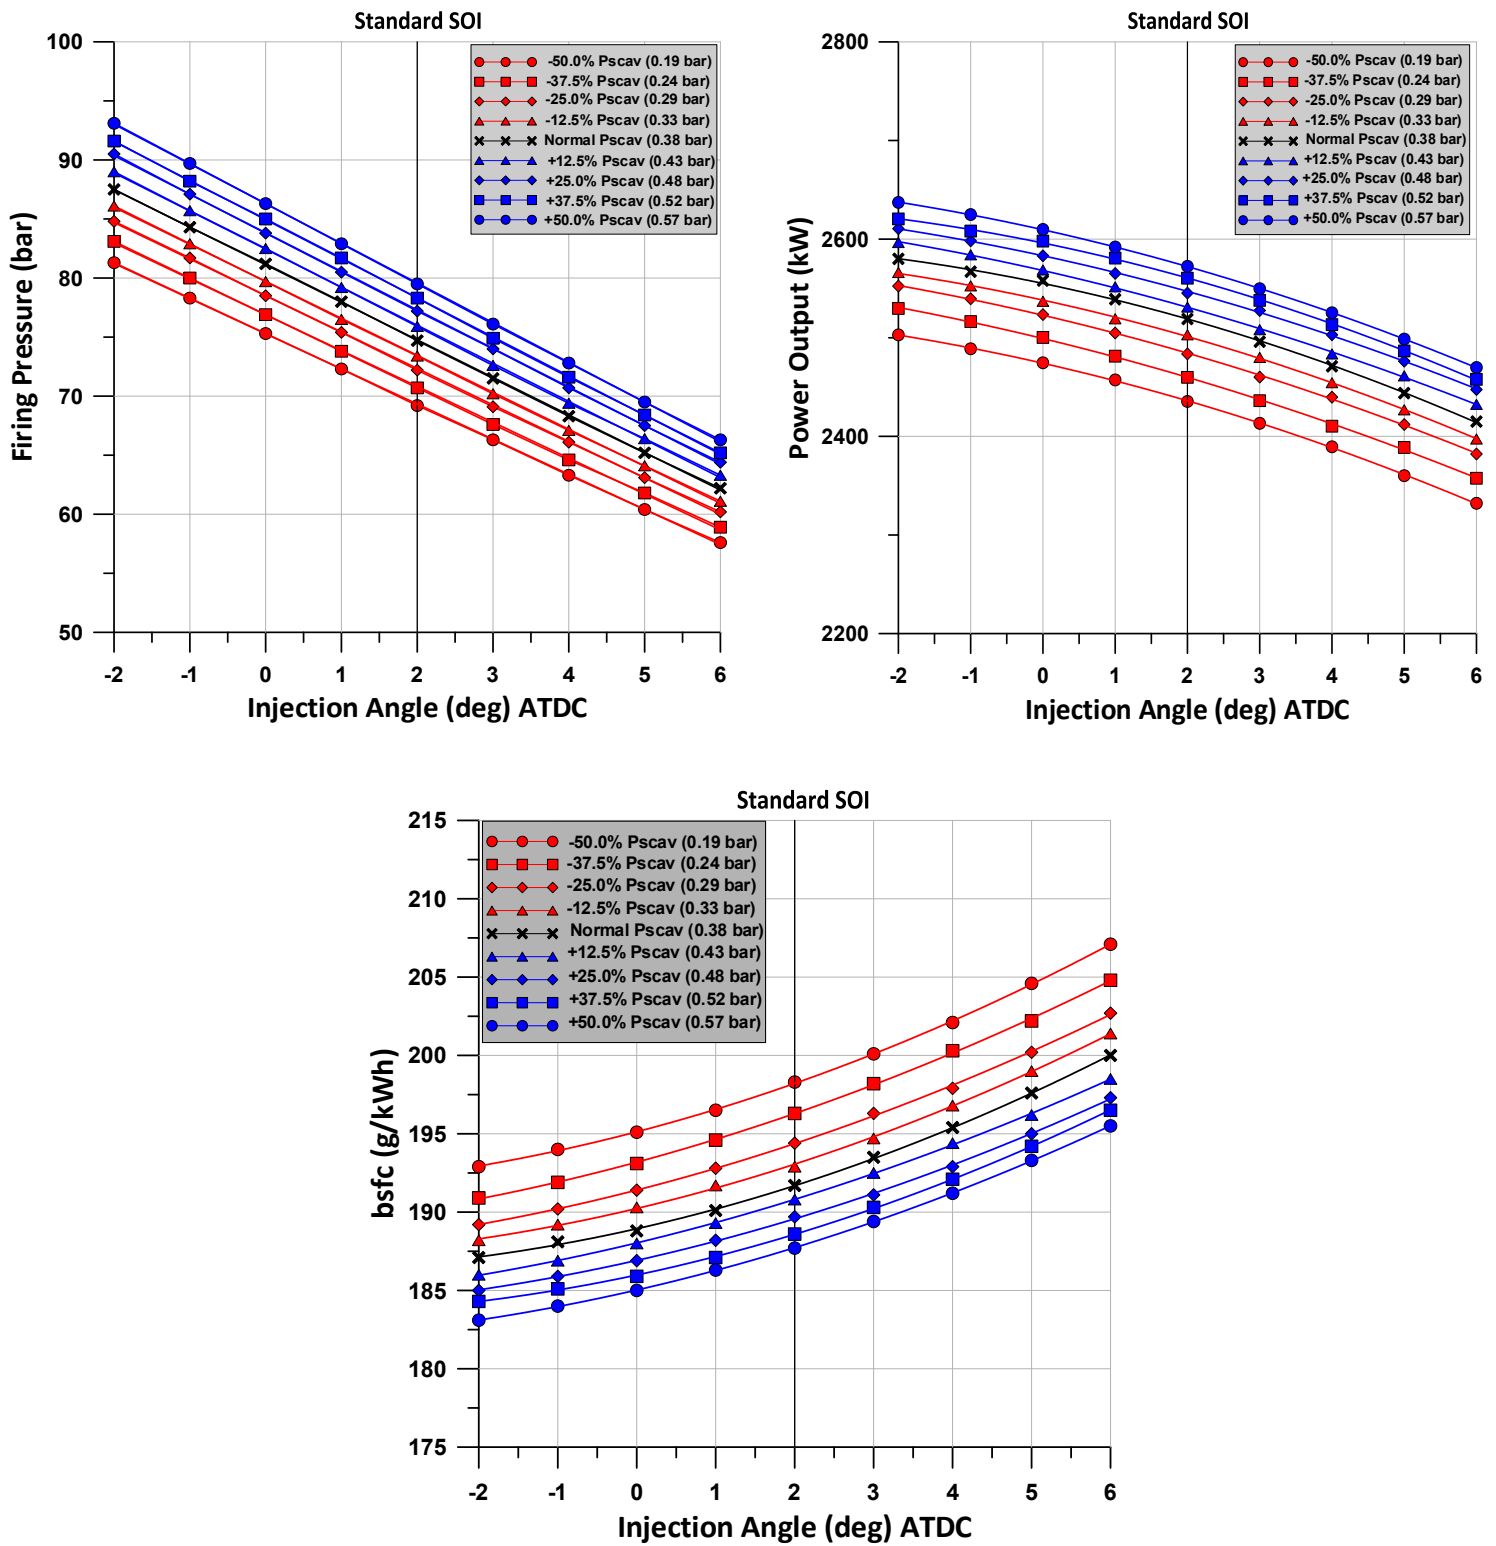 Standard SOI
100
90
80
70
60
50
Firing Pressure (bar)
-50.0% Pscav (0.19 bar)
-37.5% Pscav (0.24 bar)
-25.0% Pscav (0.29 bar)
-12.5% Pscav (0.33 bar)
Normal Pscav (0.38 bar)
+12.5% Pscav (0.43 bar)
+25.0% Pscav (0.48 bar)
+37.5% Pscav (0.52 bar)
+50.0% Pscav (0.57 bar)
-2 -1 0 1 2 3 4 5 6
Injection Angle (deg) ATDC
Standard SOI
2800
2600
2400
2200
Power Output (kW)
-50.0% Pscav (0.19 bar)
-37.5% Pscav (0.24 bar)
-25.0% Pscav (0.29 bar)
-12.5% Pscav (0.33 bar)
Normal Pscav (0.38 bar)
+12.5% Pscav (0.43 bar)
+25.0% Pscav (0.48 bar)
+37.5% Pscav (0.52 bar)
+50.0% Pscav (0.57 bar)
-2 -1 0 1 2 3 4 5 6
Injection Angle (deg) ATDC
Standard SOI
215
210
205
200
195
190
185
180
175
bsfc (g/kWh)
-50.0% Pscav (0.19 bar)
-37.5% Pscav (0.24 bar)
-25.0% Pscav (0.29 bar)
-12.5% Pscav (0.33 bar)
Normal Pscav (0.38 bar)
+12.5% Pscav (0.43 bar)
+25.0% Pscav (0.48 bar)
+37.5% Pscav (0.52 bar)
+50.0% Pscav (0.57 bar)
-2 -1 0 1 2 3 4 5 6
Injection Angle (deg) ATDC